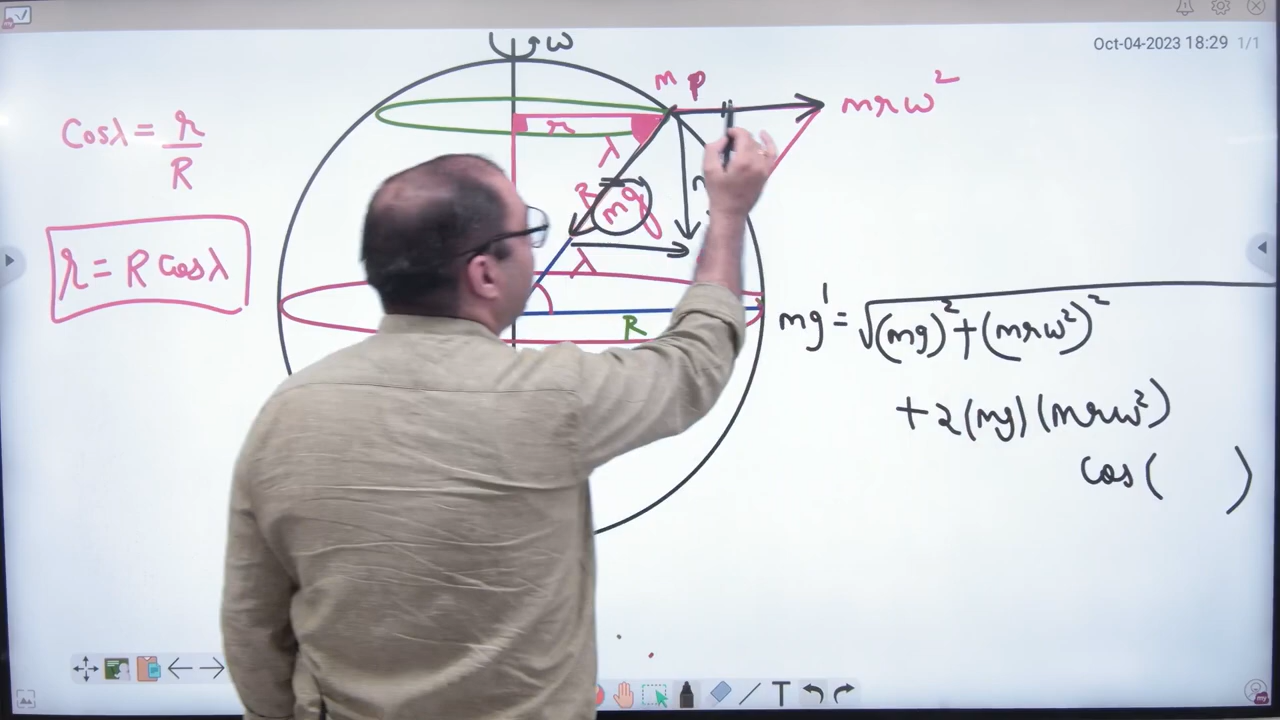 Oct-04-2023 18:29 1/1
ω
m P
mrω²
Cosλ = r/R
r
λ
R
mg
r = R Cosλ
λ
R
mg' = √(mg)² + (mrω²)²
+ 2(mg)(mrω²)
cos( )
T
my